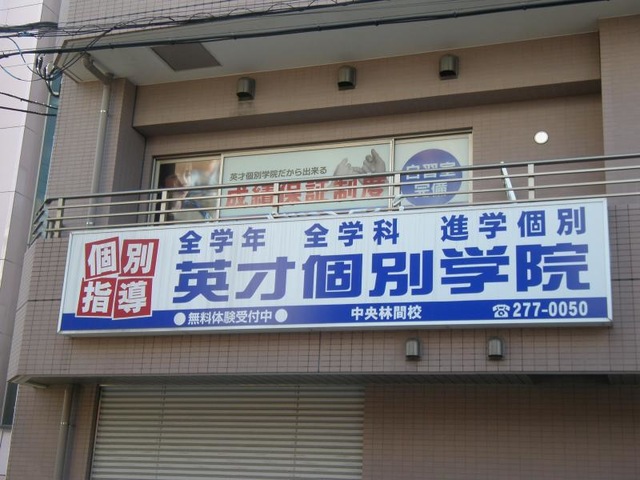 英才個別学院だから出来る
成績保証制度
自習室
完備
個別
指導
全学年 全学科 進学個別
英才個別学院
●無料体験受付中●
中央林間校
☎277-0050